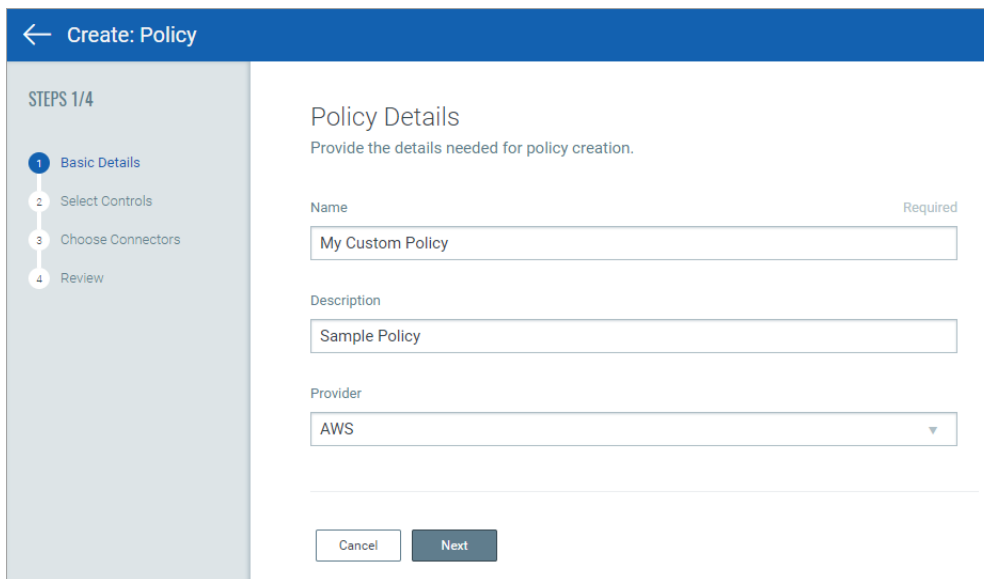 Create: Policy
STEPS 1/4
1 Basic Details
2 Select Controls
3 Choose Connectors
4 Review
Policy Details
Provide the details needed for policy creation.
Name Required
My Custom Policy
Description
Sample Policy
Provider
AWS
Cancel Next